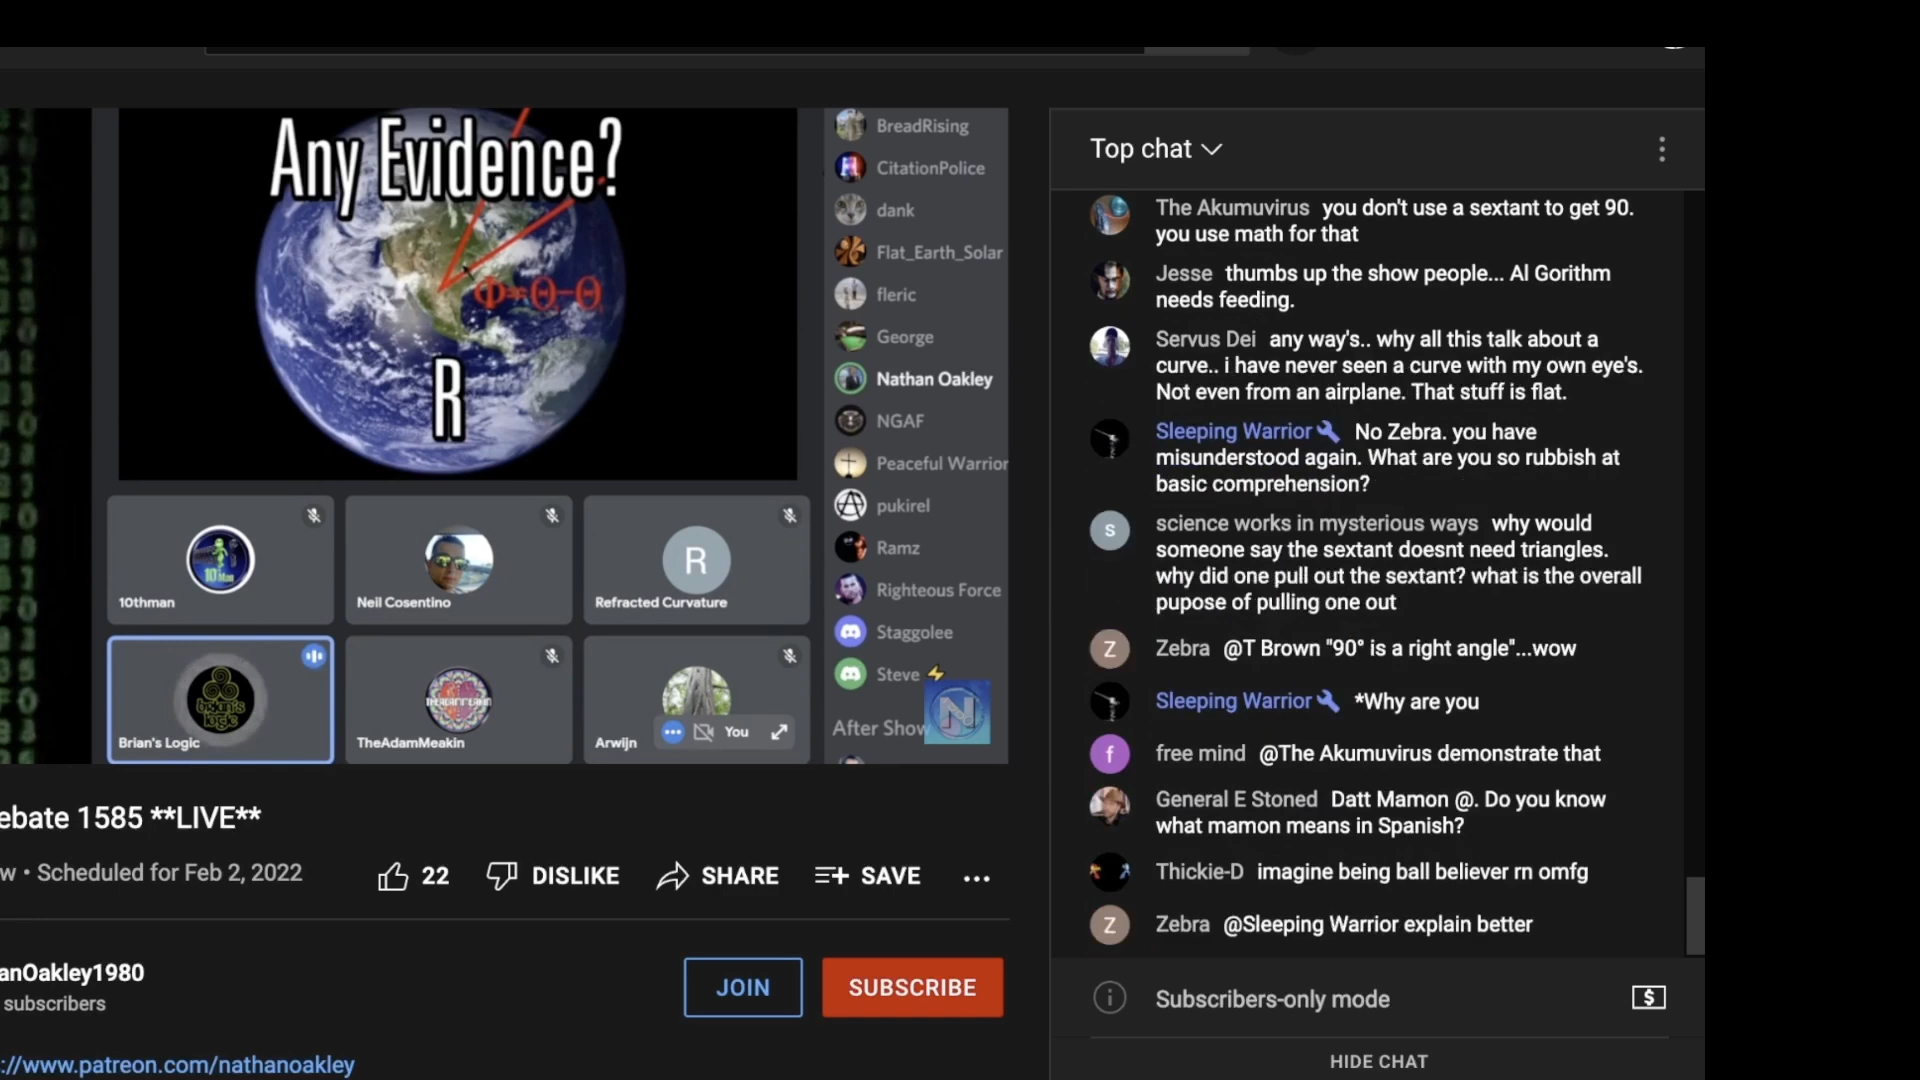 Any Evidence?
R
BreadRising
CitationPolice
dank
Flat_Earth_Solar
fleric
George
Nathan Oakley
NGAF
Peaceful Warrior
pukirel
Ramz
Righteous Force
Staggolee
Steve
After Show
N
10thman
Neil Cosentino
R
Refracted Curvature
Brian's Logic
TheAdamMeakin
Arwijn
You
ebate 1585 **LIVE**
w • Scheduled for Feb 2, 2022
22
DISLIKE
SHARE
SAVE
anOakley1980
subscribers
JOIN
SUBSCRIBE
://www.patreon.com/nathanoakley
Top chat
The Akumuvirus you don't use a sextant to get 90.
you use math for that
Jesse thumbs up the show people... Al Gorithm
needs feeding.
Servus Dei any way's.. why all this talk about a
curve.. i have never seen a curve with my own eye's.
Not even from an airplane. That stuff is flat.
Sleeping Warrior No Zebra. you have
misunderstood again. What are you so rubbish at
basic comprehension?
S
science works in mysterious ways why would
someone say the sextant doesnt need triangles.
why did one pull out the sextant? what is the overall
pupose of pulling one out
Z
Zebra @T Brown "90° is a right angle"...wow
Sleeping Warrior *Why are you
f
free mind @The Akumuvirus demonstrate that
General E Stoned Datt Mamon @. Do you know
what mamon means in Spanish?
Thickie-D imagine being ball believer rn omfg
Z
Zebra @Sleeping Warrior explain better
Subscribers-only mode
HIDE CHAT